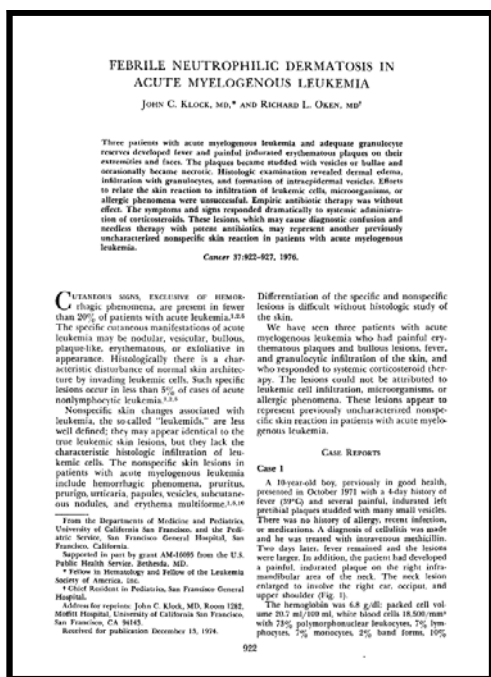 FEBRILE NEUTROPHILIC DERMATOSIS IN
ACUTE MYELOGENOUS LEUKEMIA
JOHN C. KLOCK, MD,* AND RICHARD L. OKEN, MD†
Three patients with acute myelogenous leukemia and adequate granulocyte
reserves developed fever and painful indurated erythematous plaques on their
extremities and faces. The plaques became studded with vesicles or bullae and
occasionally became necrotic. Histologic examination revealed dermal edema,
infiltration with granulocytes, and formation of intraepidermal vesicles. Efforts
to relate the skin reaction to infiltration of leukemic cells, microorganisms, or
allergic phenomena were unsuccessful. Empiric antibiotic therapy was without
effect. The symptoms and signs responded dramatically to systemic administra-
tion of corticosteroids. These lesions, which may cause diagnostic confusion and
needless therapy with potent antibiotics, may represent another previously
uncharacterized nonspecific skin reaction in patients with acute myelogenous
leukemia.
Cancer 37:922-927, 1976.
CUTANEOUS SIGNS, EXCLUSIVE OF HEMOR-
rhagic phenomena, are present in fewer
than 20% of patients with acute leukemia.
The specific cutaneous manifestations of acute
leukemia may be nodular, vesicular, bullous,
plaque-like, erythematous, or exfoliative in
appearance. Histologically there is a char-
acteristic disturbance of normal skin architec-
ture by invading leukemic cells. Such specific
lesions occur in less than 5% of cases of acute
nonlymphocytic leukemia.
Nonspecific skin changes associated with
leukemia, the so-called "leukemids," are less
well defined; they may appear identical to the
true leukemic skin lesions, but they lack the
characteristic histologic infiltration of leu-
kemic cells. The nonspecific skin lesions in
patients with acute myelogenous leukemia
include hemorrhagic phenomena, pruritus,
prurigo, urticaria, papules, vesicles, subcutane-
ous nodules, and erythema multiforme.
From the Departments of Medicine and Pediatrics,
University of California San Francisco, and the Pedi-
atric Service, San Francisco General Hospital, San
Francisco, California.
Supported in part by grant AM-16095 from the U.S.
Public Health Service, Bethesda, MD.
* Fellow in Hematology and Fellow of the Leukemia
Society of America, Inc.
† Chief Resident in Pediatrics, San Francisco General
Hospital.
Address for reprints: John C. Klock, MD, Room 1282,
Moffitt Hospital, University of California San Francisco,
San Francisco, CA 94143.
Received for publication December 13, 1974.
Differentiation of the specific and nonspecific
lesions is difficult without histologic study of
the skin.
We have seen three patients with acute
myelogenous leukemia who had painful ery-
thematous plaques and bullous lesions, fever,
and granulocytic infiltration of the skin, and
who responded to systemic corticosteroid ther-
apy. The lesions could not be attributed to
leukemic cell infiltration, microorganisms, or
allergic phenomena. These lesions appear to
represent previously uncharacterized nonspe-
cific skin reaction in patients with acute myelo-
genous leukemia.
CASE REPORTS
Case 1
A 10-year-old boy, previously in good health,
presented in October 1971 with a 4-day history of
fever (39°C) and several painful, indurated left
pretibial plaques studded with many small vesicles.
There was no history of allergy, recent infection,
or medications. A diagnosis of cellulitis was made
and he was treated with intravenous methicillin.
Two days later, fever remained and the lesions
were larger. In addition, the patient had developed
a painful, indurated plaque on the right infra-
mandibular area of the neck. The neck lesion
enlarged to involve the right ear, occiput, and
upper shoulder (Fig. 1).
The hemoglobin was 6.8 g/dl; packed cell vol-
ume 20.7 ml/100 ml, white blood cells 18,500/mm³
with 73% polymorphonuclear leukocytes, 7% lym-
phocytes, 7% monocytes, 2% band forms, 10%
922